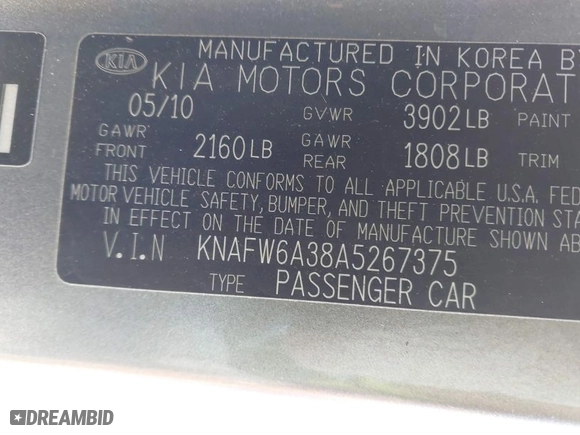 MANUFACTURED IN KOREA BY
KIA KIA MOTORS CORPORAT
05/10 GVWR 3902LB PAINT
GAWR FRONT 2160LB GAWR REAR 1808LB TRIM
THIS VEHICLE CONFORMS TO ALL APPLICABLE U.S.A. FED
MOTOR VEHICLE SAFETY, BUMPER, AND THEFT PREVENTION STA
IN EFFECT ON THE DATE OF MANUFACTURE SHOWN AB
V.I.N KNAFW6A38A5267375
TYPE PASSENGER CAR
DREAMBID